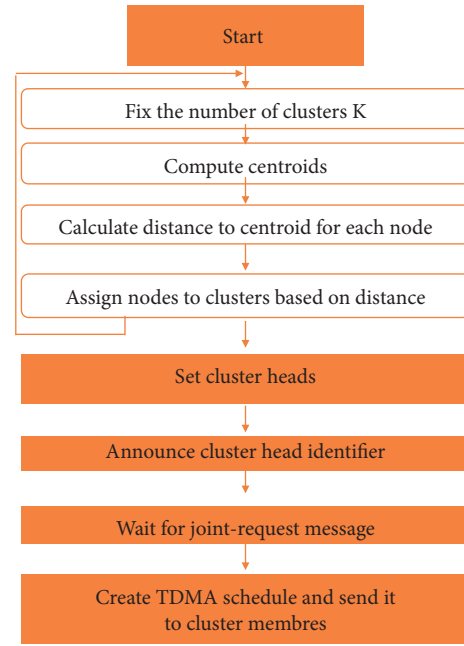 Start
Fix the number of clusters K
Compute centroids
Calculate distance to centroid for each node
Assign nodes to clusters based on distance
Set cluster heads
Announce cluster head identifier
Wait for joint-request message
Create TDMA schedule and send it
to cluster membres